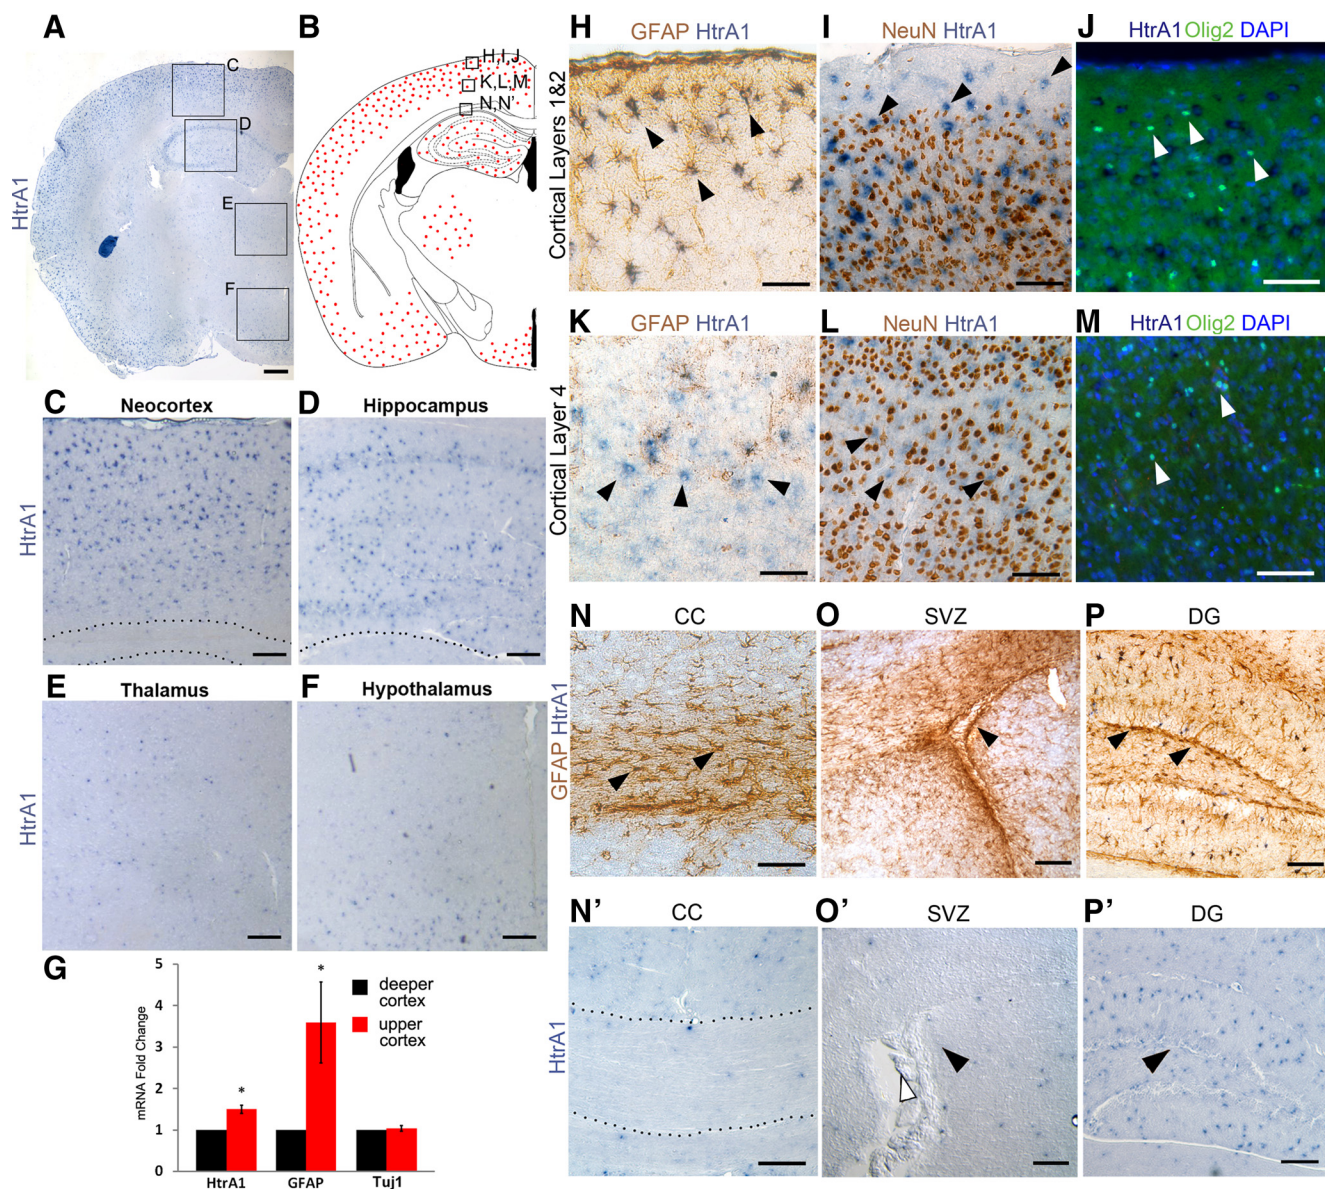 A
B
HtrA1
C
D
E
F
H,I,J
K,L,M
N,N'
C
Neocortex
D
Hippocampus
HtrA1
E
Thalamus
F
Hypothalamus
HtrA1
G
mRNA Fold Change
5
4
3
2
1
0
HtrA1
GFAP
Tuj1
*
*
deeper cortex
upper cortex
Cortical Layers 1&2
H
GFAP HtrA1
I
NeuN HtrA1
J
HtrA1 Olig2 DAPI
Cortical Layer 4
K
GFAP HtrA1
L
NeuN HtrA1
M
HtrA1 Olig2 DAPI
GFAP HtrA1
N
CC
O
SVZ
P
DG
HtrA1
N’
CC
O’
SVZ
P’
DG